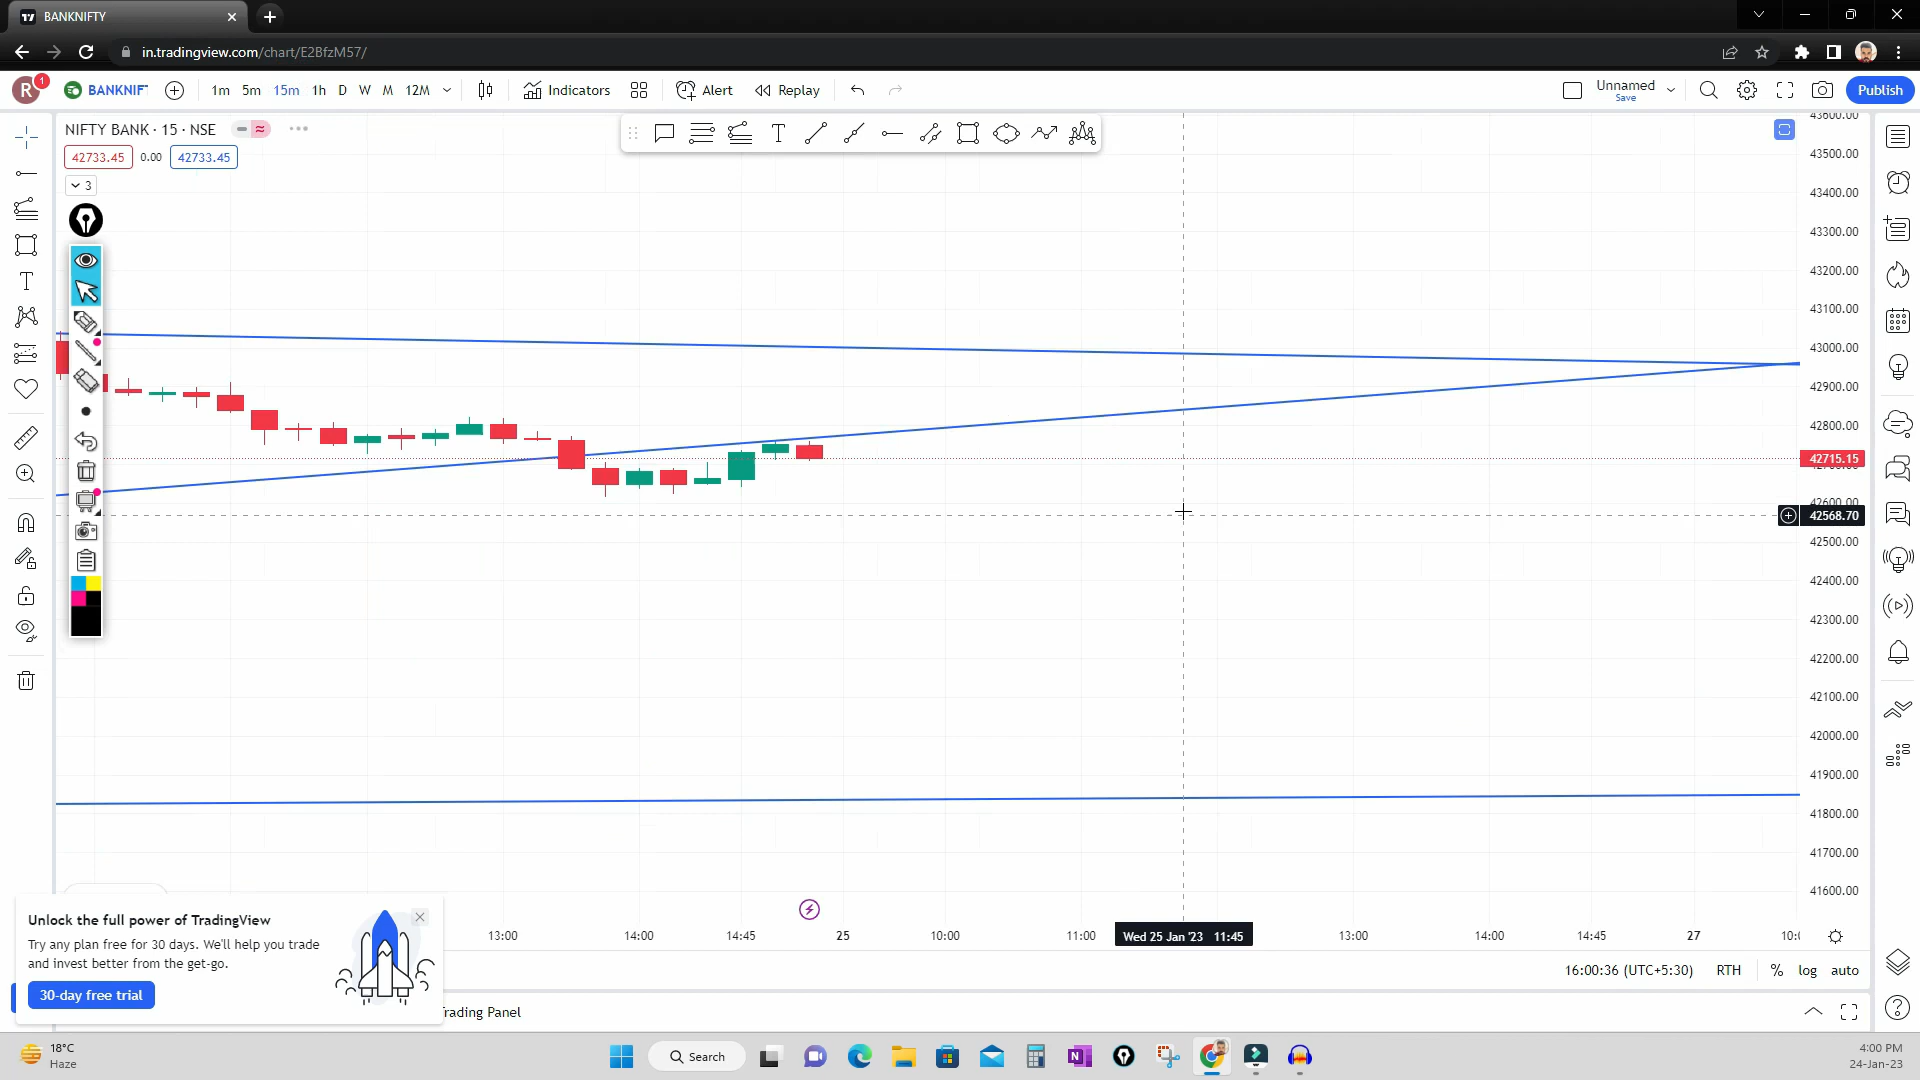 BANKNIFTY
in.tradingview.com/chart/E2BfzM57/
R 1 BANKNIF 1m 5m 15m 1h D W M 12M Indicators Alert Replay Unnamed Save Publish
NIFTY BANK · 15 · NSE
42733.45 0.00 42733.45
3
T
T
43600.00
43500.00
43400.00
43300.00
43200.00
43100.00
43000.00
42900.00
42800.00
42715.15
42600.00
42568.70
42500.00
42400.00
42300.00
42200.00
42100.00
42000.00
41900.00
41800.00
41700.00
41600.00
13:00 14:00 14:45 25 10:00 11:00 Wed 25 Jan '23 11:45 13:00 14:00 14:45 27
16:00:36 (UTC+5:30) RTH % log auto
Unlock the full power of TradingView
Try any plan free for 30 days. We'll help you trade
and invest better from the get-go.
30-day free trial
rading Panel
18°C
Haze
Search
4:00 PM
24-Jan-23